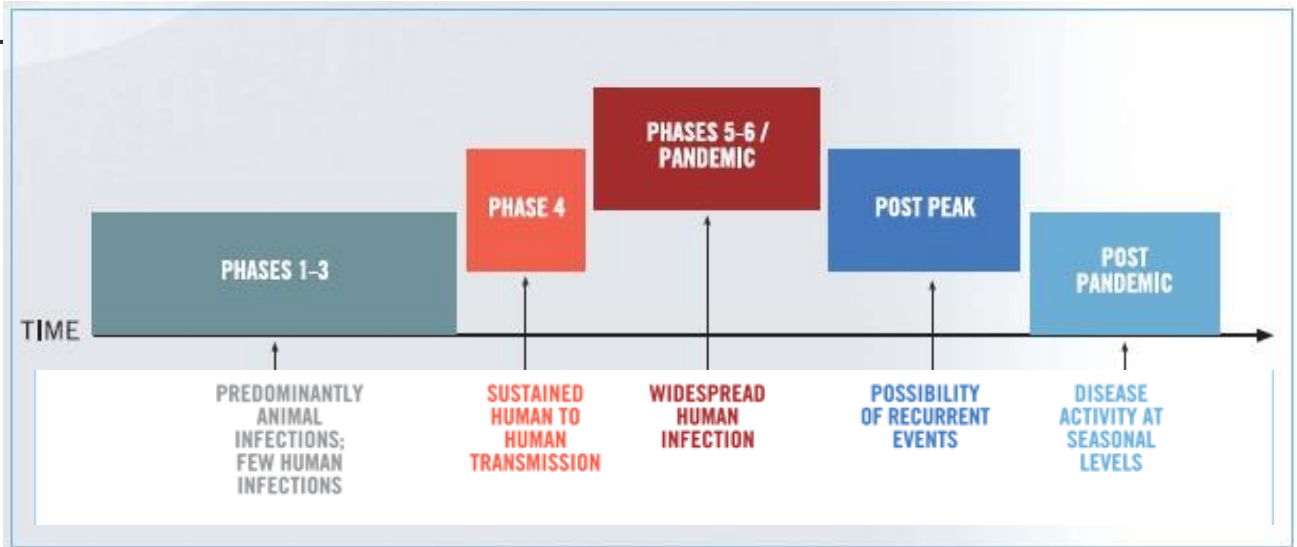 PHASES 5–6 /
PANDEMIC
PHASE 4
POST PEAK
PHASES 1–3
POST
PANDEMIC
TIME
PREDOMINANTLY
ANIMAL
INFECTIONS;
FEW HUMAN
INFECTIONS
SUSTAINED
HUMAN TO
HUMAN
TRANSMISSION
WIDESPREAD
HUMAN
INFECTION
POSSIBILITY
OF RECURRENT
EVENTS
DISEASE
ACTIVITY AT
SEASONAL
LEVELS